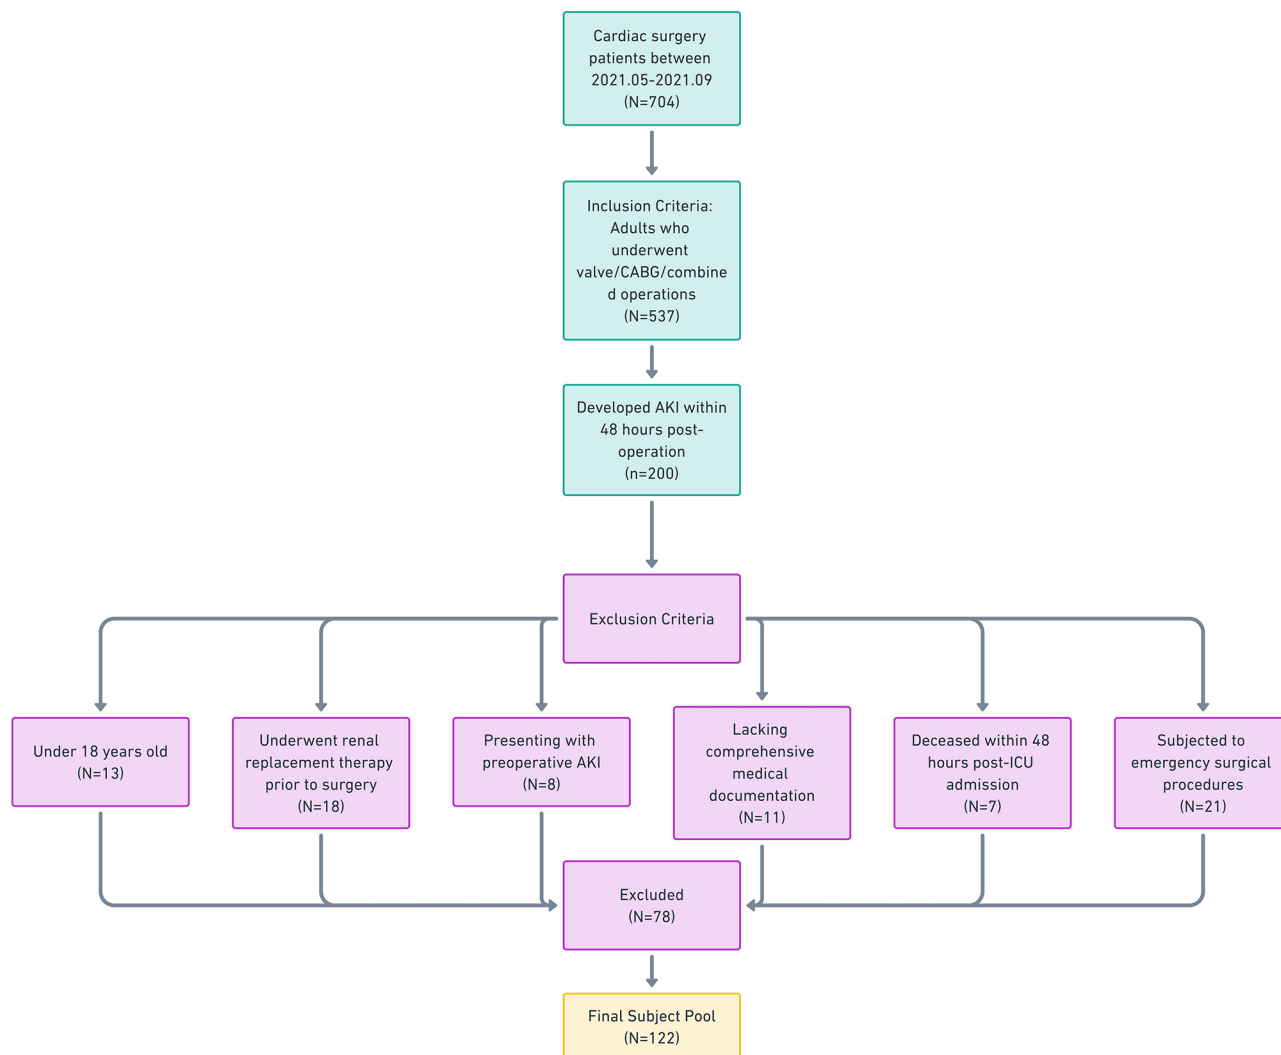 Cardiac surgery
patients between
2021.05-2021.09
(N=704)
Inclusion Criteria:
Adults who
underwent
valve/CABG/combine
d operations
(N=537)
Developed AKI within
48 hours post-
operation
(n=200)
Exclusion Criteria
Under 18 years old
(N=13)
Underwent renal
replacement therapy
prior to surgery
(N=18)
Presenting with
preoperative AKI
(N=8)
Lacking
comprehensive
medical
documentation
(N=11)
Deceased within 48
hours post-ICU
admission
(N=7)
Subjected to
emergency surgical
procedures
(N=21)
Excluded
(N=78)
Final Subject Pool
(N=122)